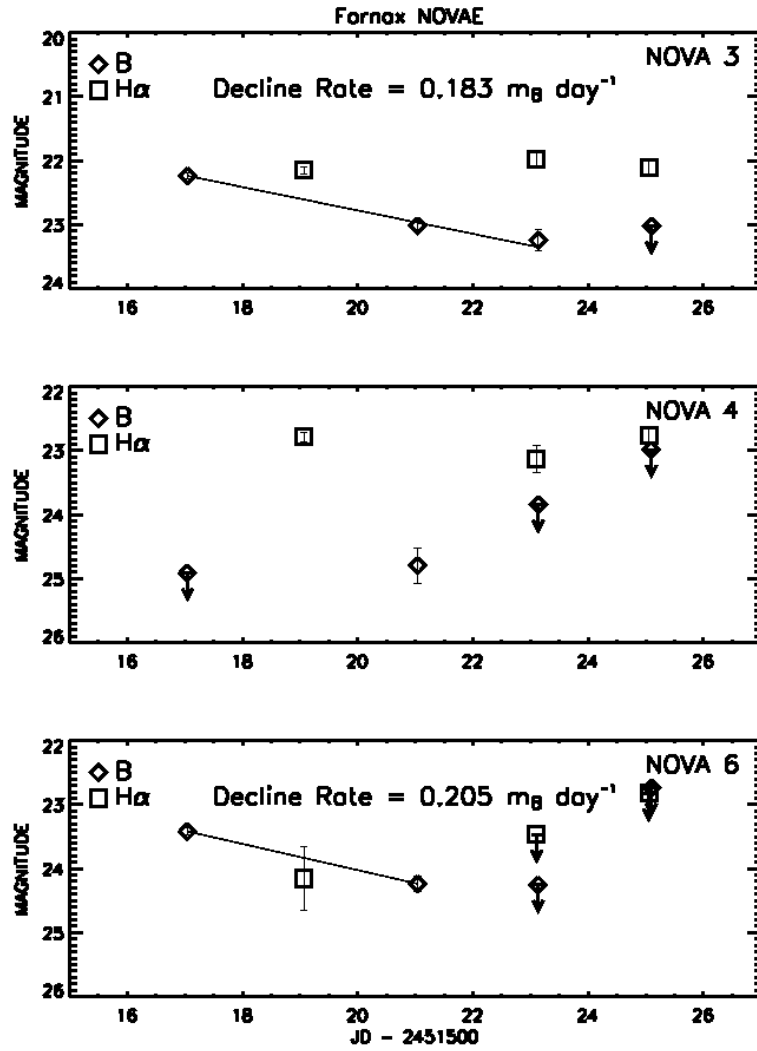 Fornax NOVAE
20
21
22
23
24
MAGNITUDE
B
Hα
NOVA 3
Decline Rate = 0.183 m_B day⁻¹
16 18 20 22 24 26
22
23
24
25
26
MAGNITUDE
B
Hα
NOVA 4
16 18 20 22 24 26
22
23
24
25
26
MAGNITUDE
B
Hα
NOVA 6
Decline Rate = 0.205 m_B day⁻¹
16 18 20 22 24 26
JD - 2451500